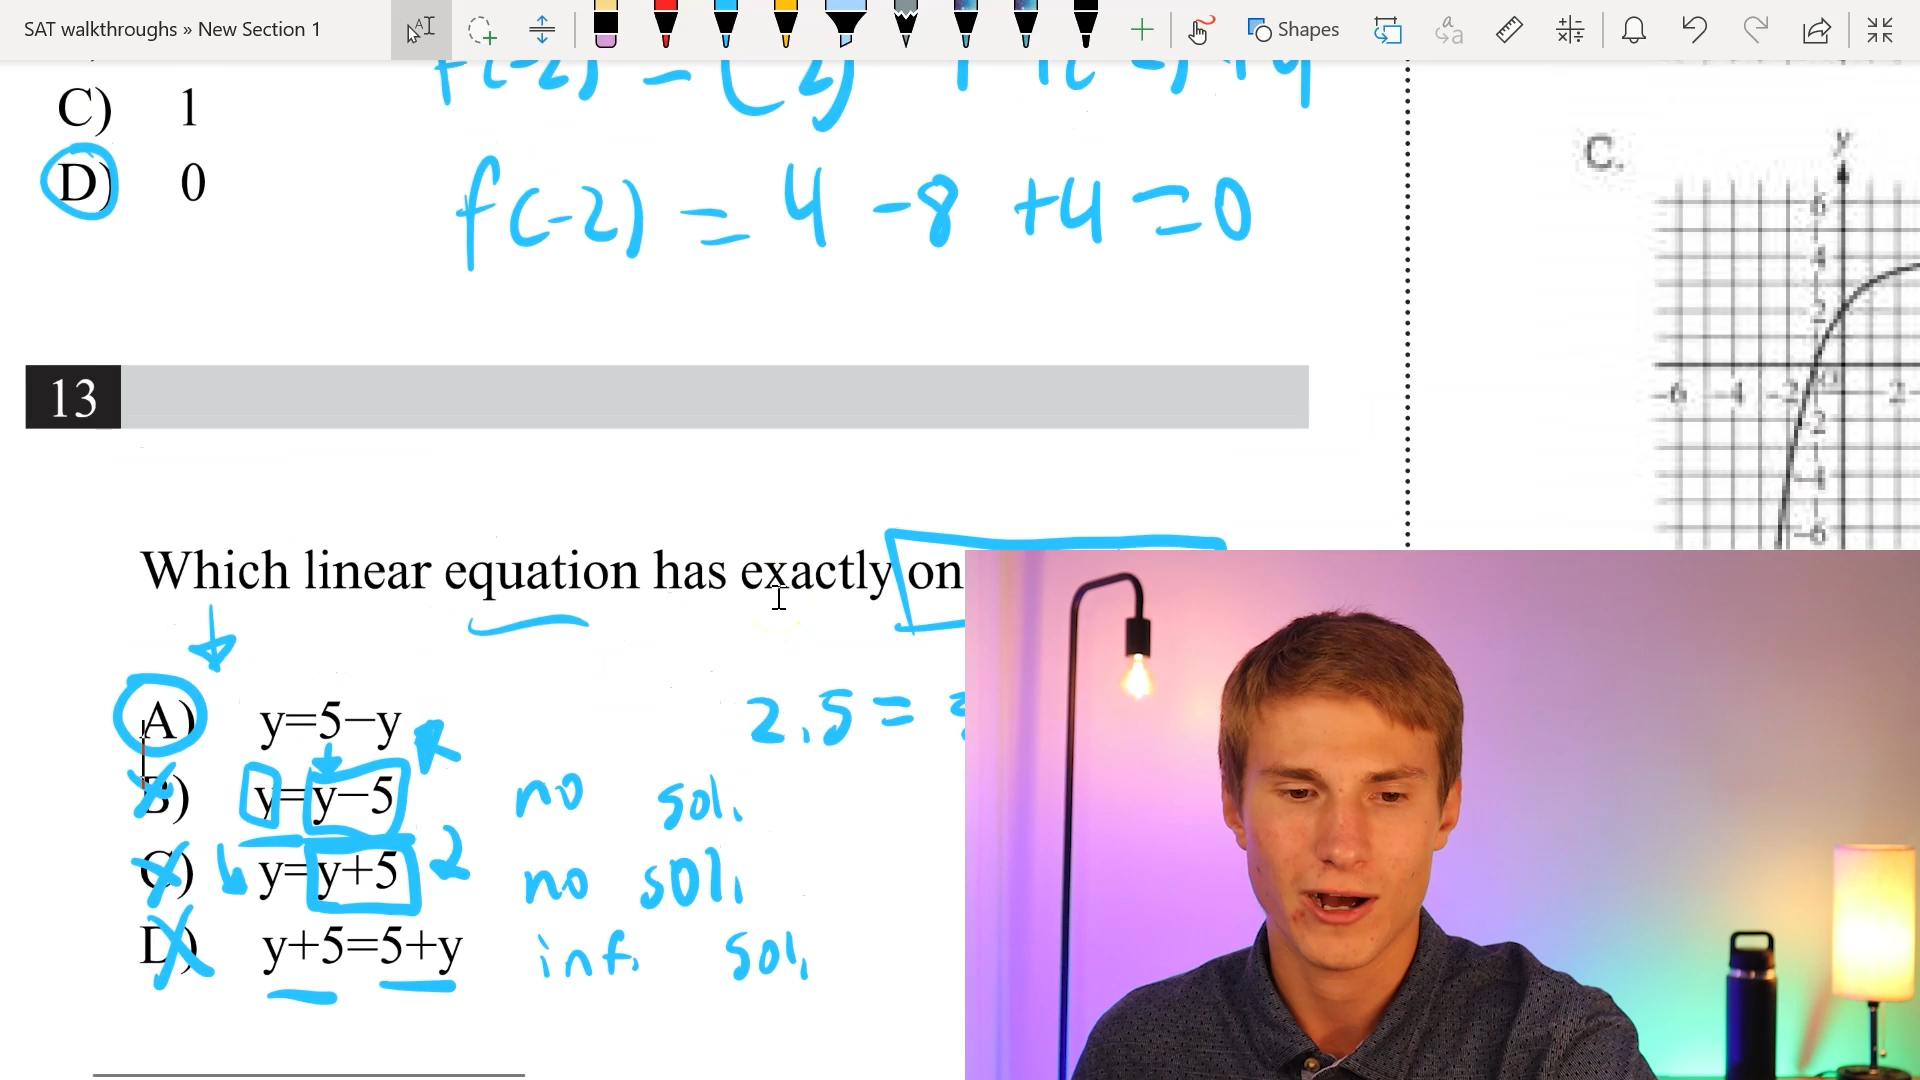 SAT walkthroughs » New Section 1
Shapes
C) 1
D) 0
f(-2) = 4 - 8 + 4 = 0
C.
y
6
4
2
-6 -4 -2 0 2
-2
-4
-6
13
Which linear equation has exactly on
A) y=5−y
2.5 =
B) y=y−5 no sol.
C) y=y+5 2 no sol.
D) y+5=5+y inf. sol.